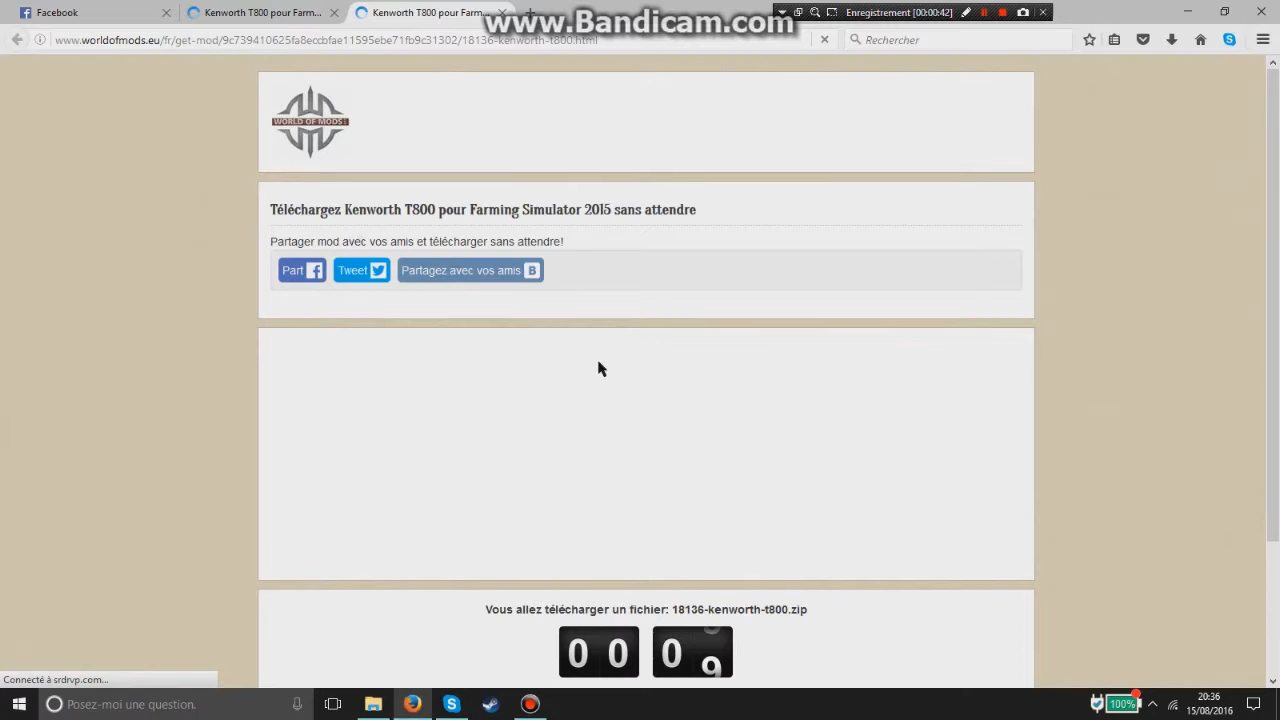 Facebook
Kenworth T800 pour Farm...
Kenworth T800 pour Farm...
www.Bandicam.com
Enregistrement [00:00:42]
www.worldofmods.eu/fr/get-mod/9c739410625fa8eccbfae11595ebe71fb9c31302/18136-kenworth-t800.html
Rechercher
WORLD OF MODS
Téléchargez Kenworth T800 pour Farming Simulator 2015 sans attendre
Partager mod avec vos amis et télécharger sans attendre!
Part
Tweet
Partagez avec vos amis B
Vous allez télécharger un fichier: 18136-kenworth-t800.zip
0 0 0 9
Connecté à srdrvp.com...
Posez-moi une question.
100%
20:36
15/08/2016